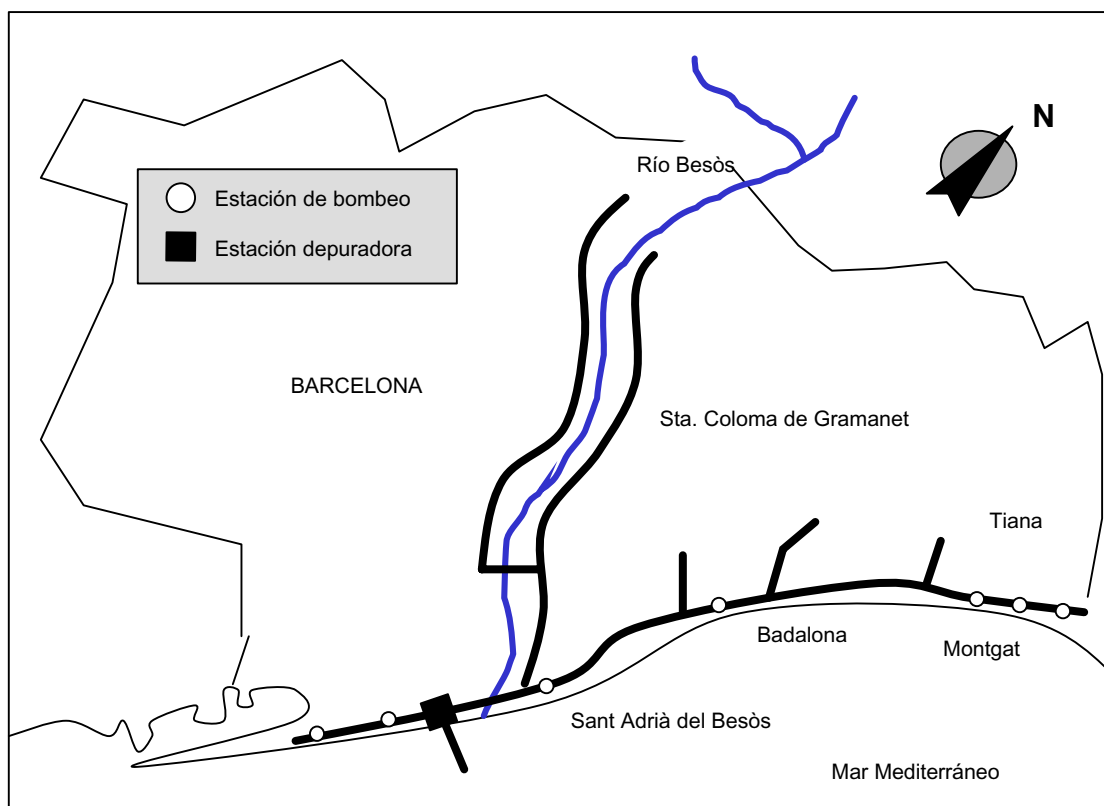 N
Río Besòs
Estación de bombeo
Estación depuradora
BARCELONA
Sta. Coloma de Gramanet
Tiana
Badalona
Montgat
Sant Adrià del Besòs
Mar Mediterráneo